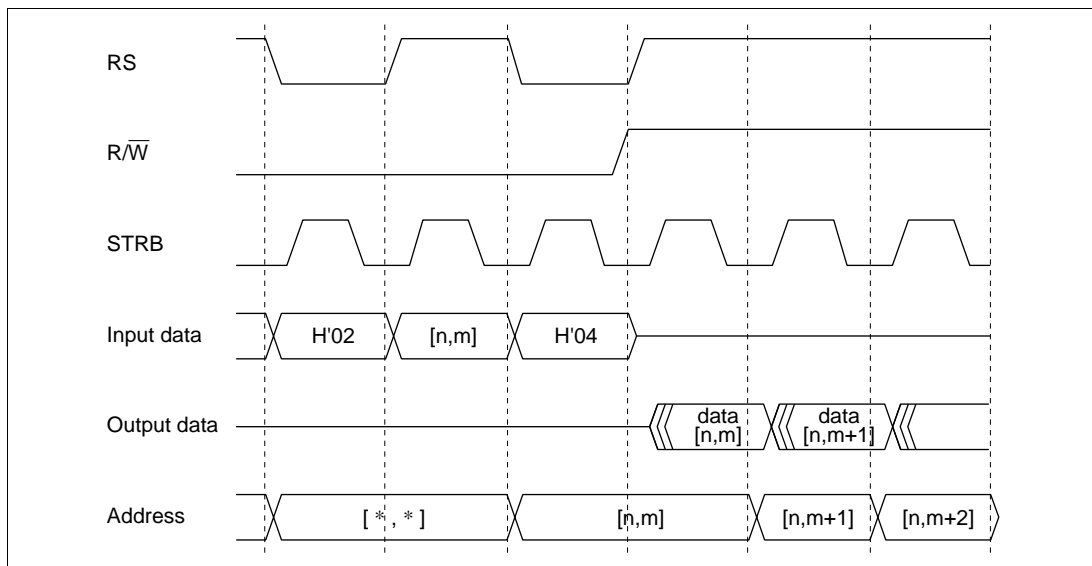 RS
R/W̅
STRB
Input data H'02 [n,m] H'04
Output data data [n,m] data [n,m+1]
Address [ * , * ] [n,m] [n,m+1] [n,m+2]